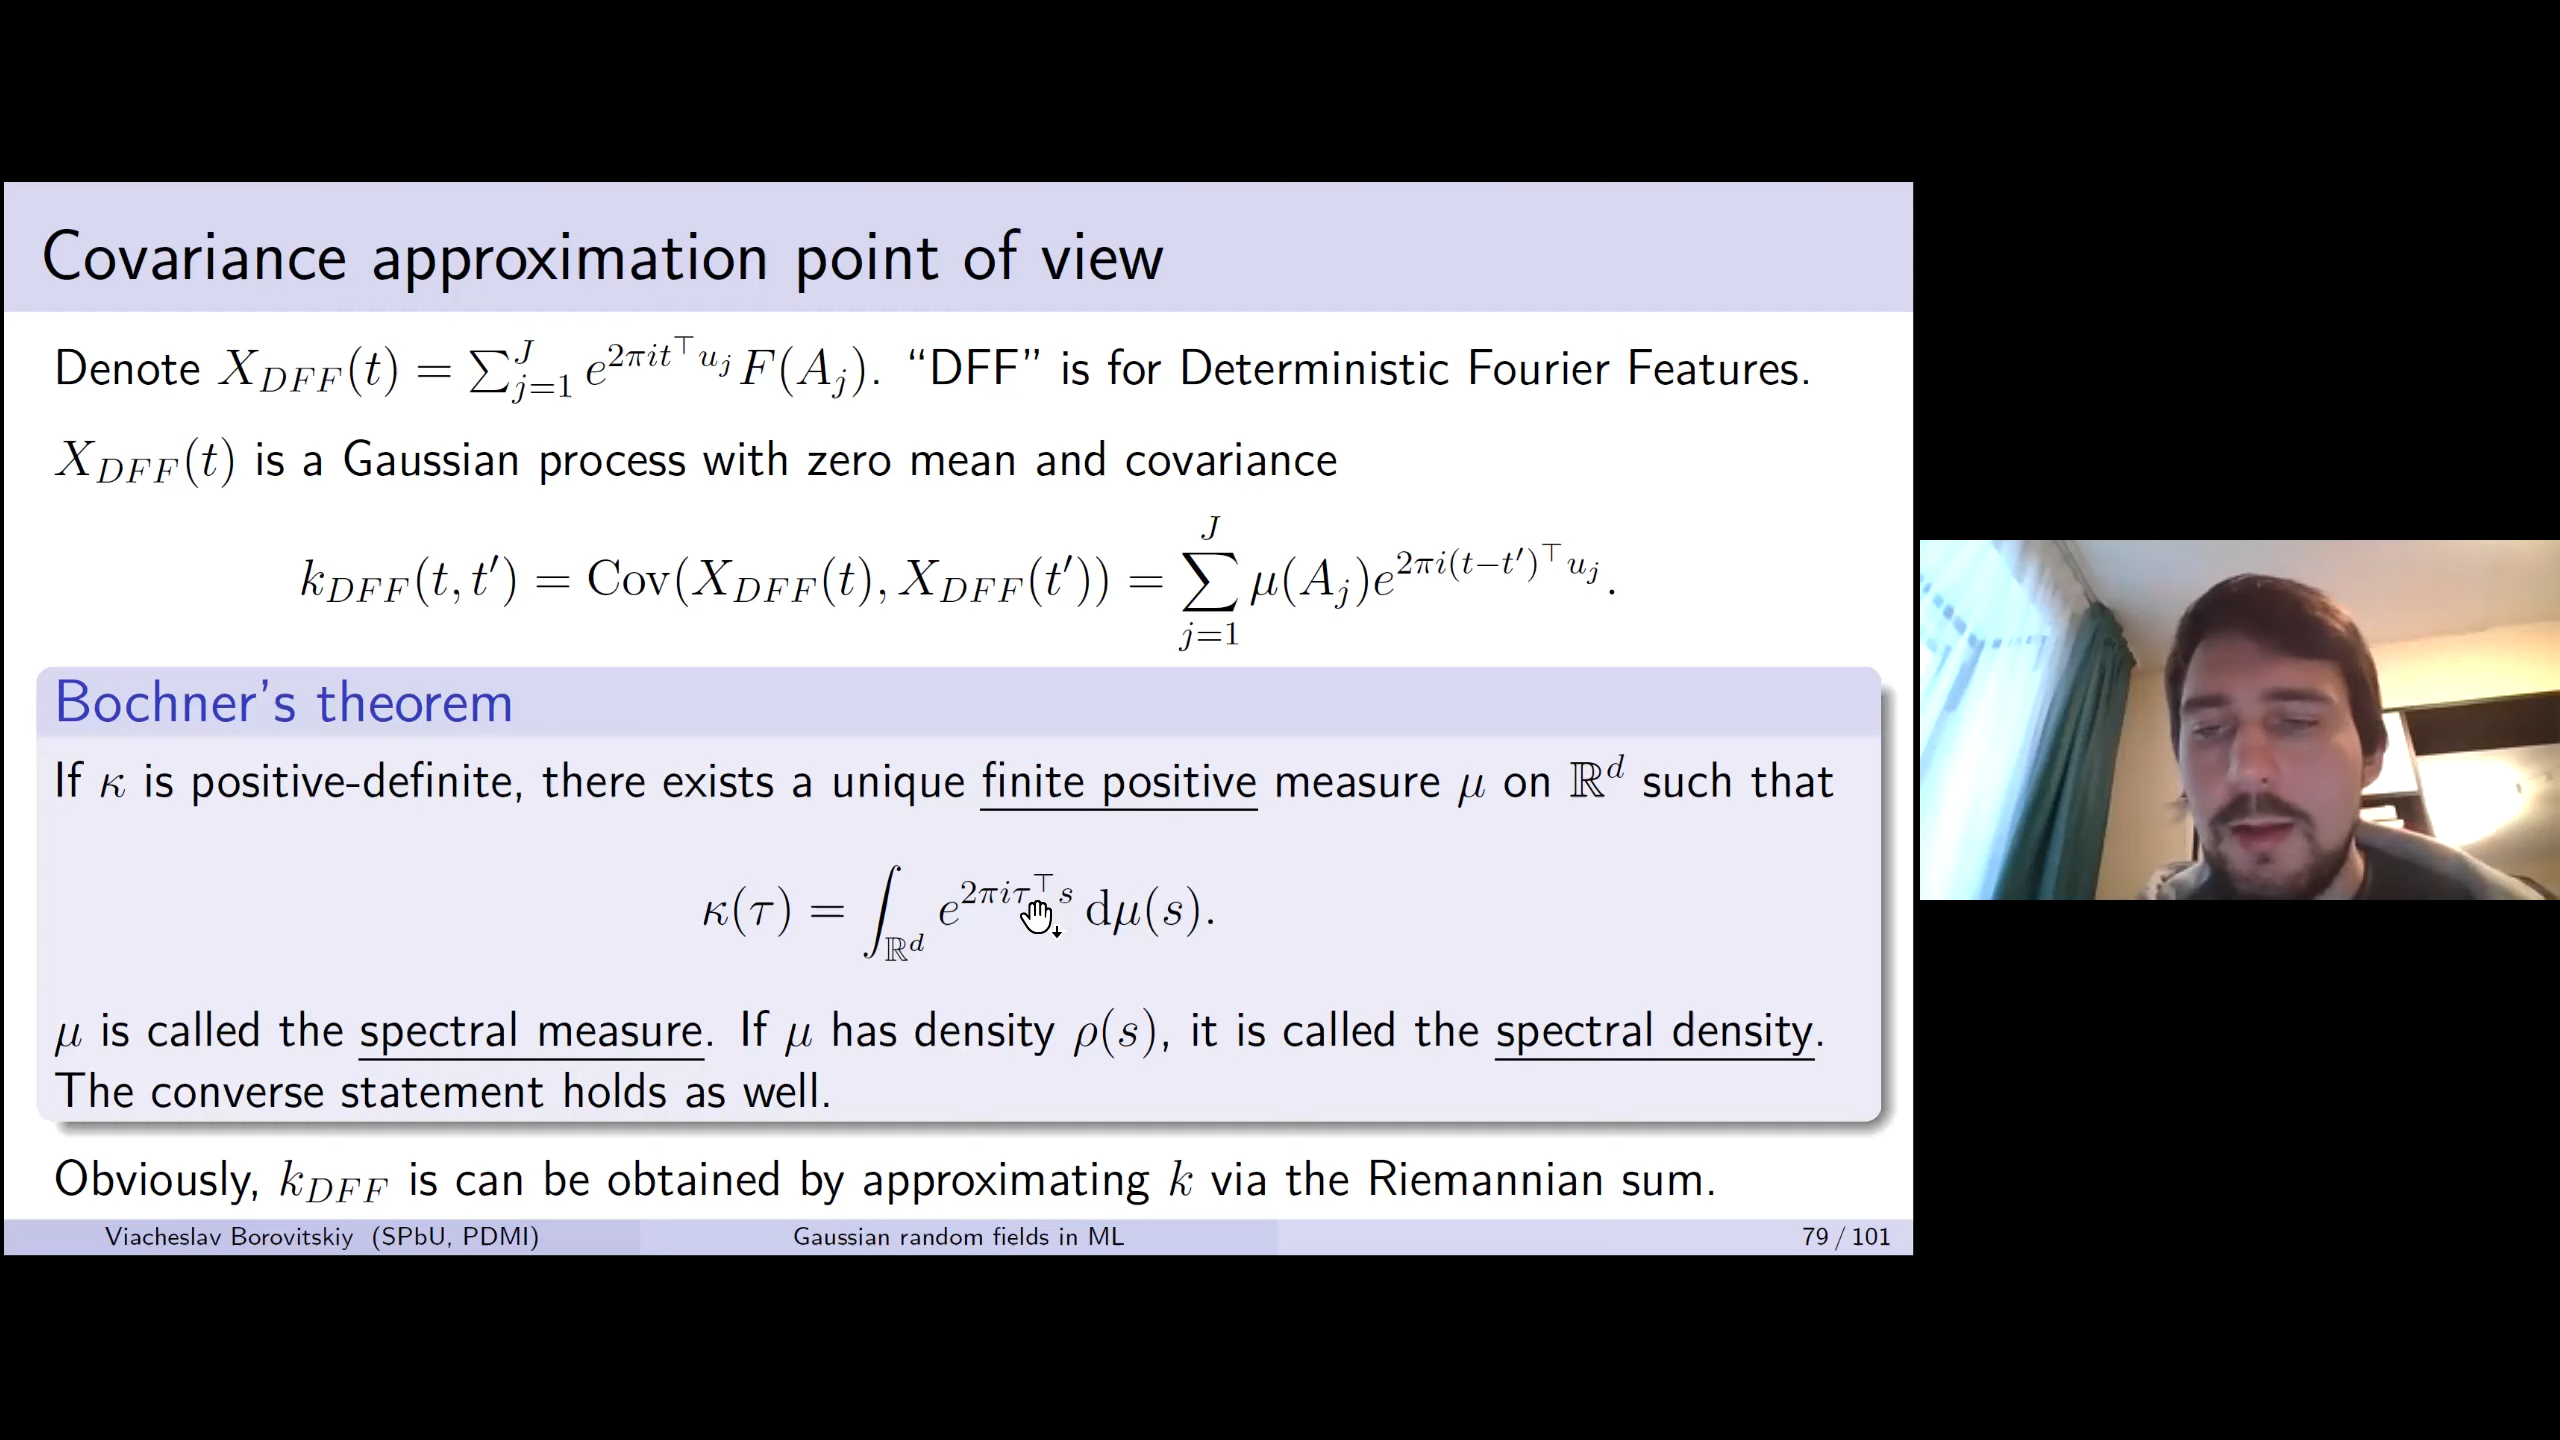 Covariance approximation point of view
Denote $X_{DFF}(t) = \sum_{j=1}^{J} e^{2\pi i t^\top u_j} F(A_j)$. “DFF” is for Deterministic Fourier Features.
$X_{DFF}(t)$ is a Gaussian process with zero mean and covariance
$k_{DFF}(t, t') = \mathrm{Cov}(X_{DFF}(t), X_{DFF}(t')) = \sum_{j=1}^{J} \mu(A_j) e^{2\pi i (t-t')^\top u_j}.$
Bochner's theorem
If $\kappa$ is positive-definite, there exists a unique finite positive measure $\mu$ on $\mathbb{R}^d$ such that
$\kappa(\tau) = \int_{\mathbb{R}^d} e^{2\pi i \tau^\top s} \, \mathrm{d}\mu(s).$
$\mu$ is called the spectral measure. If $\mu$ has density $\rho(s)$, it is called the spectral density.
The converse statement holds as well.
Obviously, $k_{DFF}$ is can be obtained by approximating $k$ via the Riemannian sum.
Viacheslav Borovitskiy (SPbU, PDMI)
Gaussian random fields in ML
79 / 101